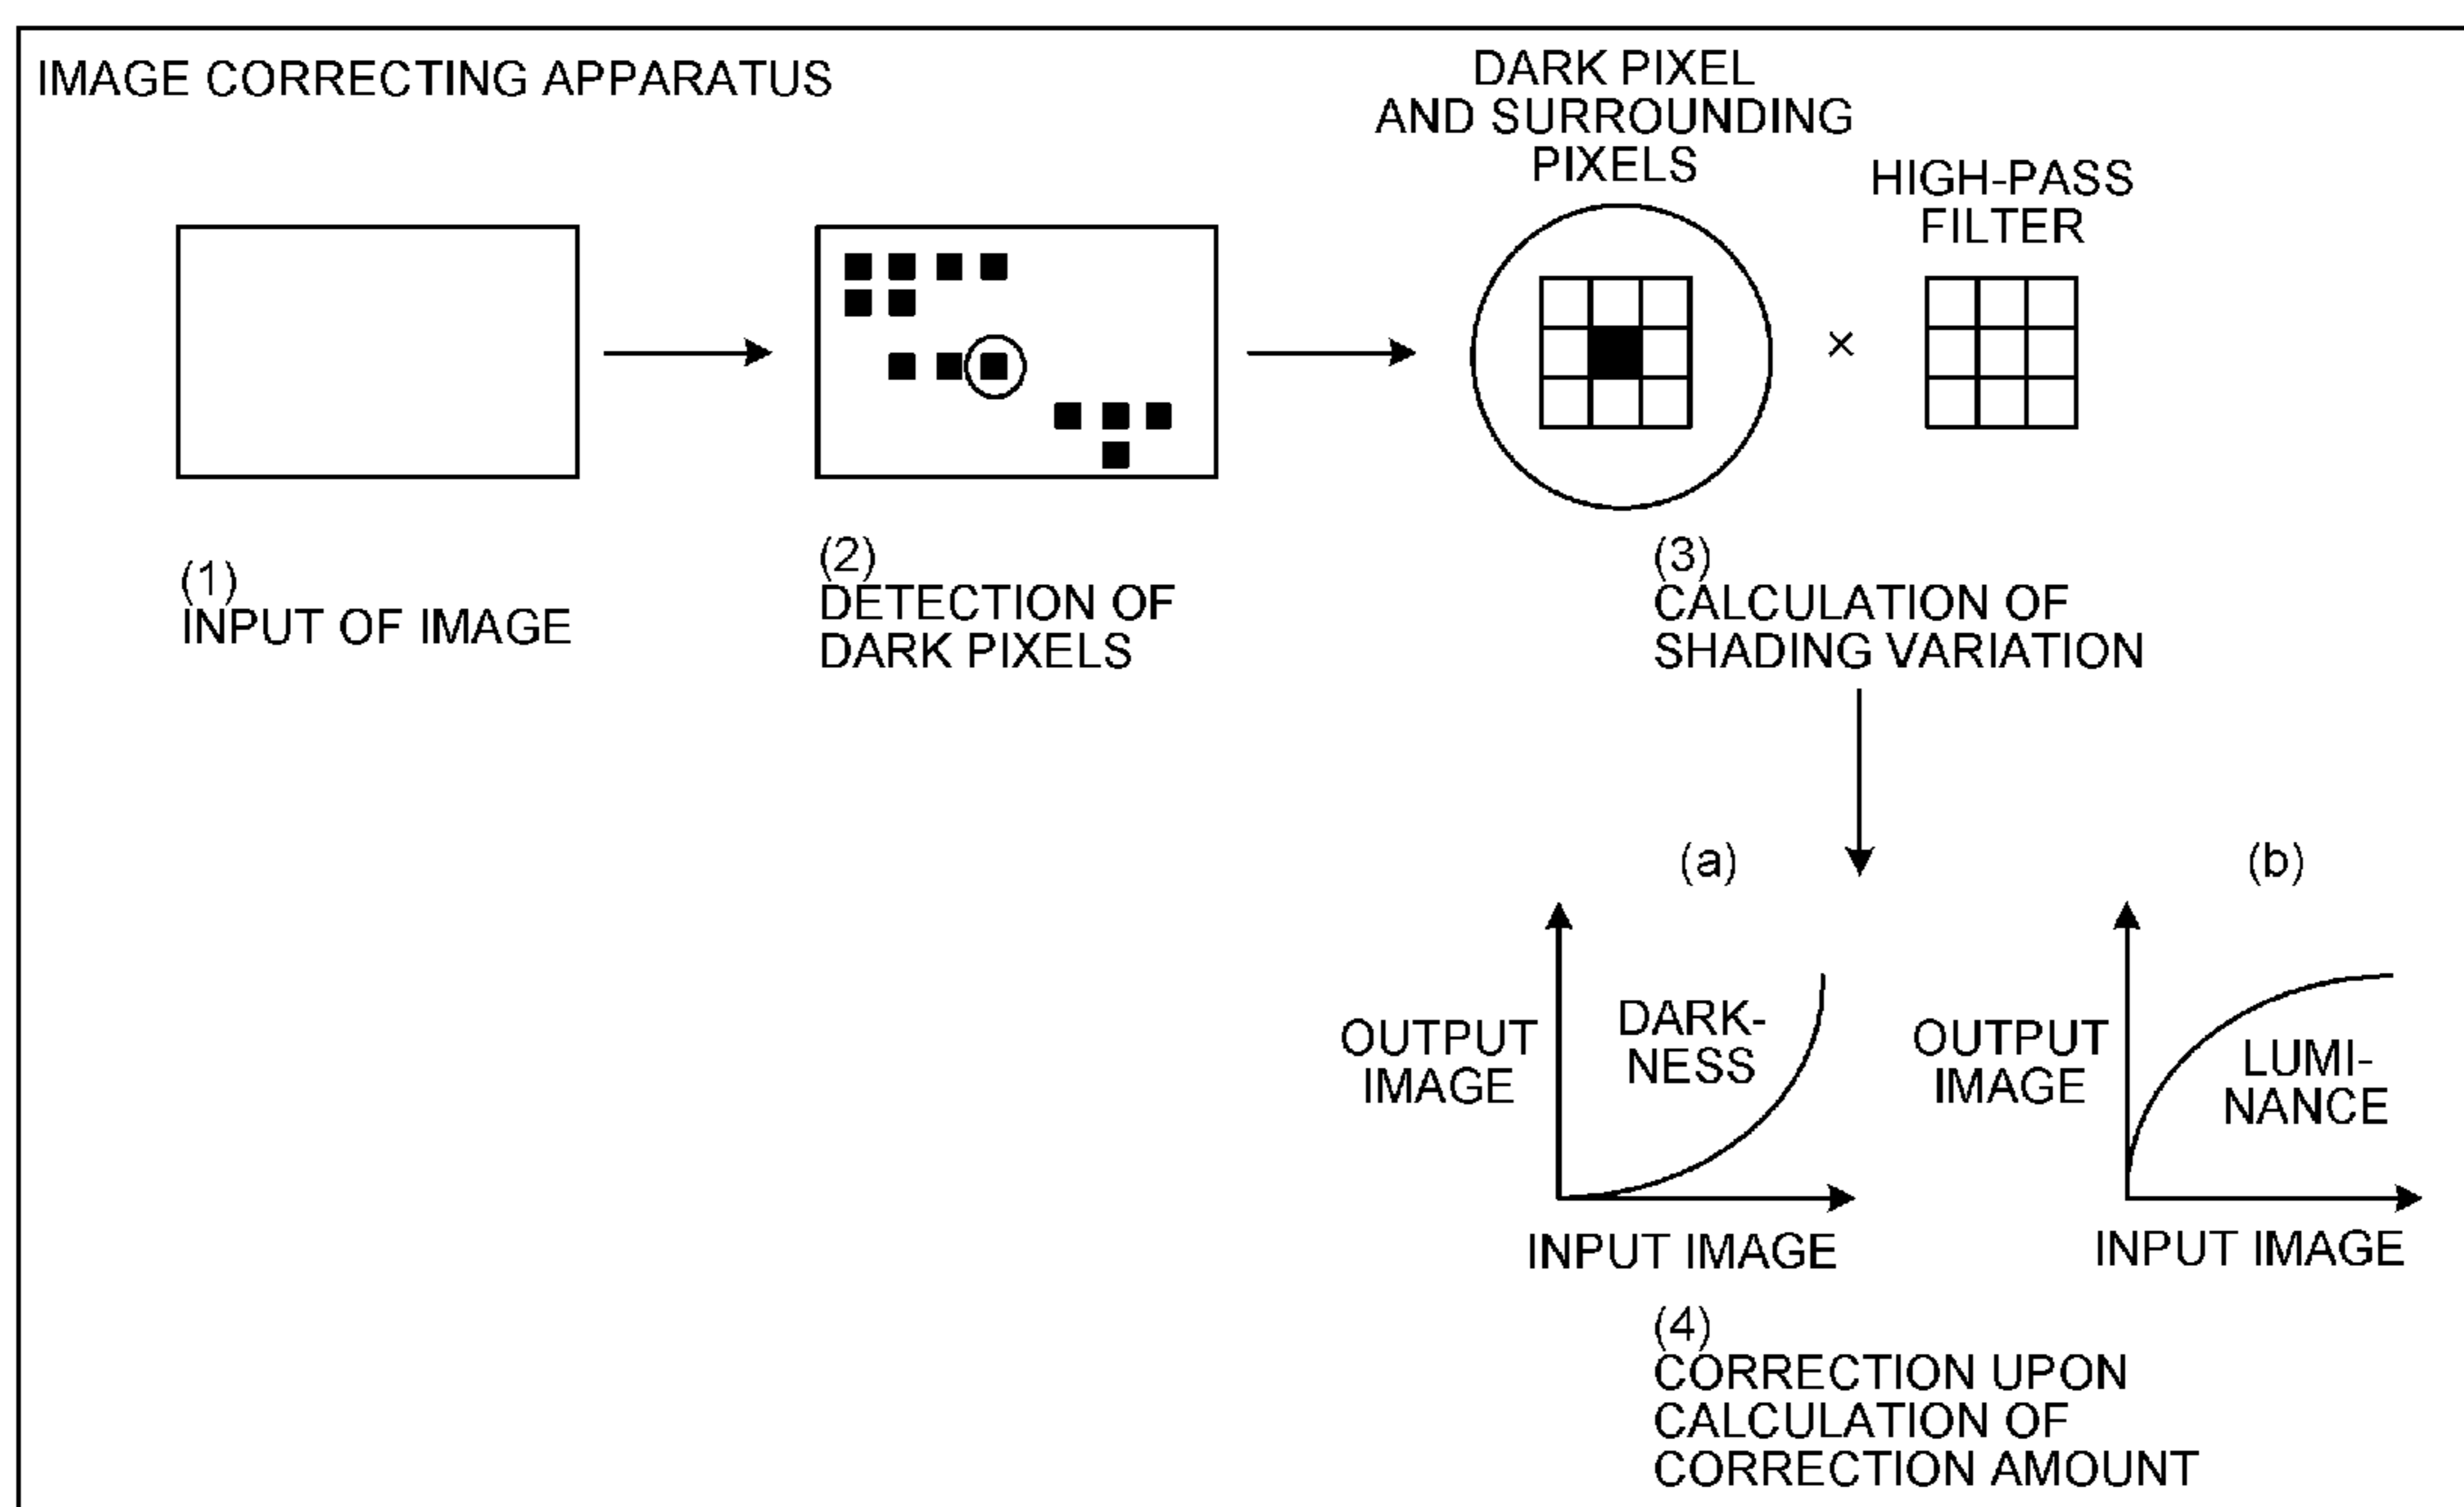 IMAGE CORRECTING APPARATUS
DARK PIXEL
AND SURROUNDING
PIXELS
HIGH-PASS
FILTER
×
(1)
INPUT OF IMAGE
(2)
DETECTION OF
DARK PIXELS
(3)
CALCULATION OF
SHADING VARIATION
(a)
OUTPUT
IMAGE
DARK-
NESS
INPUT IMAGE
(b)
OUTPUT
IMAGE
LUMI-
NANCE
INPUT IMAGE
(4)
CORRECTION UPON
CALCULATION OF
CORRECTION AMOUNT